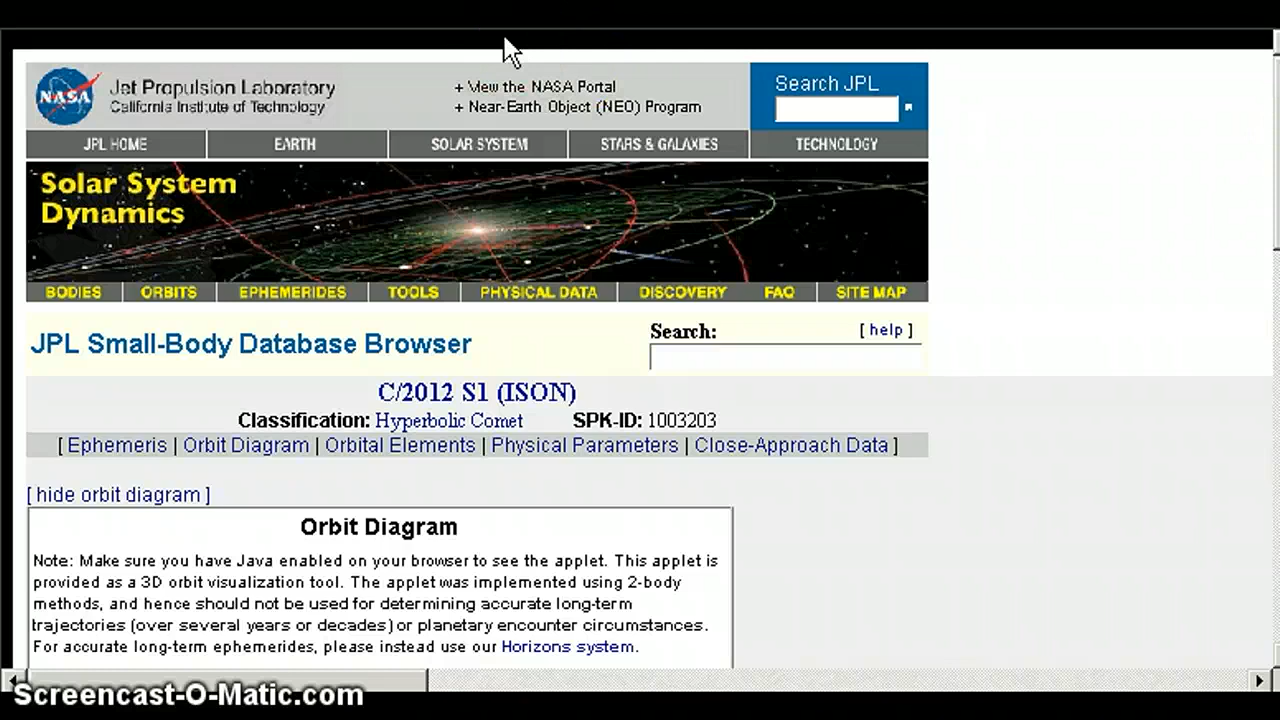 NASA
Jet Propulsion Laboratory
California Institute of Technology
+ View the NASA Portal
+ Near-Earth Object (NEO) Program
Search JPL
JPL HOME EARTH SOLAR SYSTEM STARS & GALAXIES TECHNOLOGY
Solar System
Dynamics
BODIES ORBITS EPHEMERIDES TOOLS PHYSICAL DATA DISCOVERY FAQ SITE MAP
JPL Small-Body Database Browser
Search: [ help ]
C/2012 S1 (ISON)
Classification: Hyperbolic Comet SPK-ID: 1003203
[ Ephemeris | Orbit Diagram | Orbital Elements | Physical Parameters | Close-Approach Data ]
[ hide orbit diagram ]
Orbit Diagram
Note: Make sure you have Java enabled on your browser to see the applet. This applet is
provided as a 3D orbit visualization tool. The applet was implemented using 2-body
methods, and hence should not be used for determining accurate long-term
trajectories (over several years or decades) or planetary encounter circumstances.
For accurate long-term ephemerides, please instead use our Horizons system.
Screencast-O-Matic.com